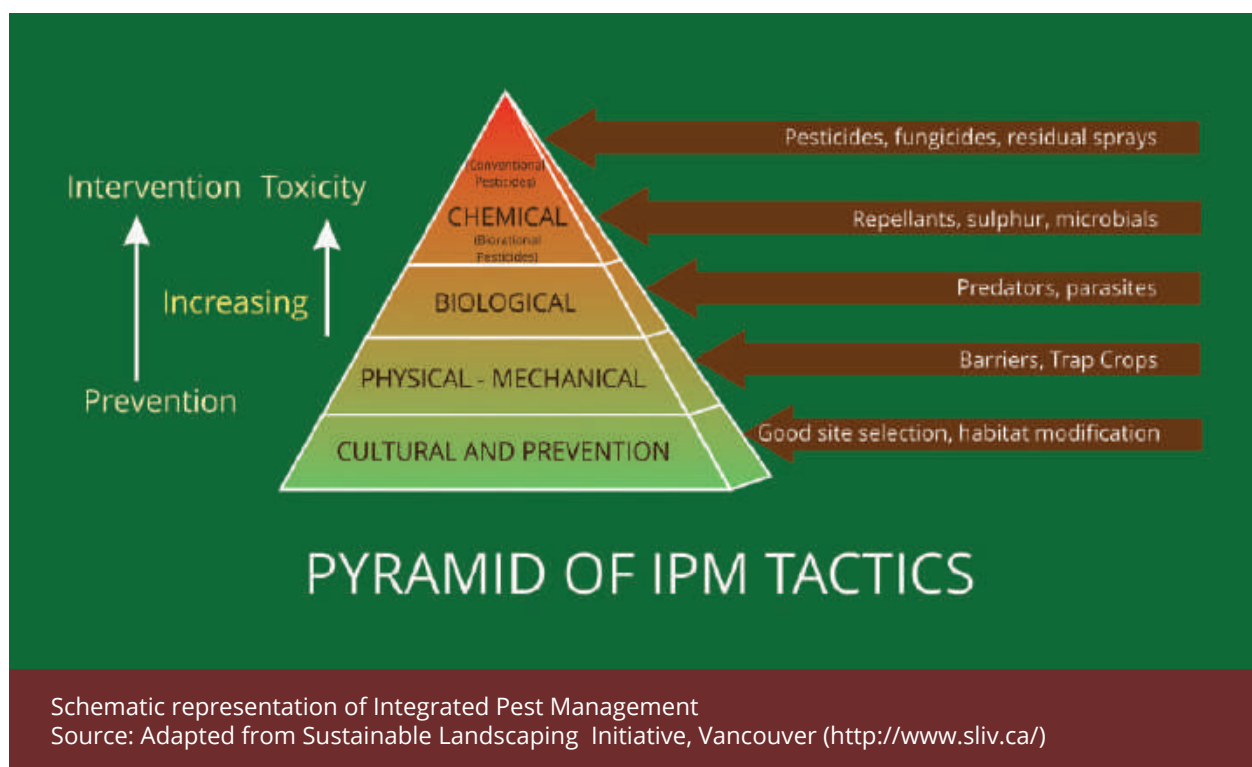 Pesticides, fungicides, residual sprays
(Conventional
Pesticides)
Intervention Toxicity
CHEMICAL
Repellants, sulphur, microbials
(Biorational
Pesticides)
Predators, parasites
Increasing
BIOLOGICAL
Barriers, Trap Crops
PHYSICAL - MECHANICAL
Prevention
Good site selection, habitat modification
CULTURAL AND PREVENTION
PYRAMID OF IPM TACTICS
Schematic representation of Integrated Pest Management
Source: Adapted from Sustainable Landscaping Initiative, Vancouver (http://www.sliv.ca/)